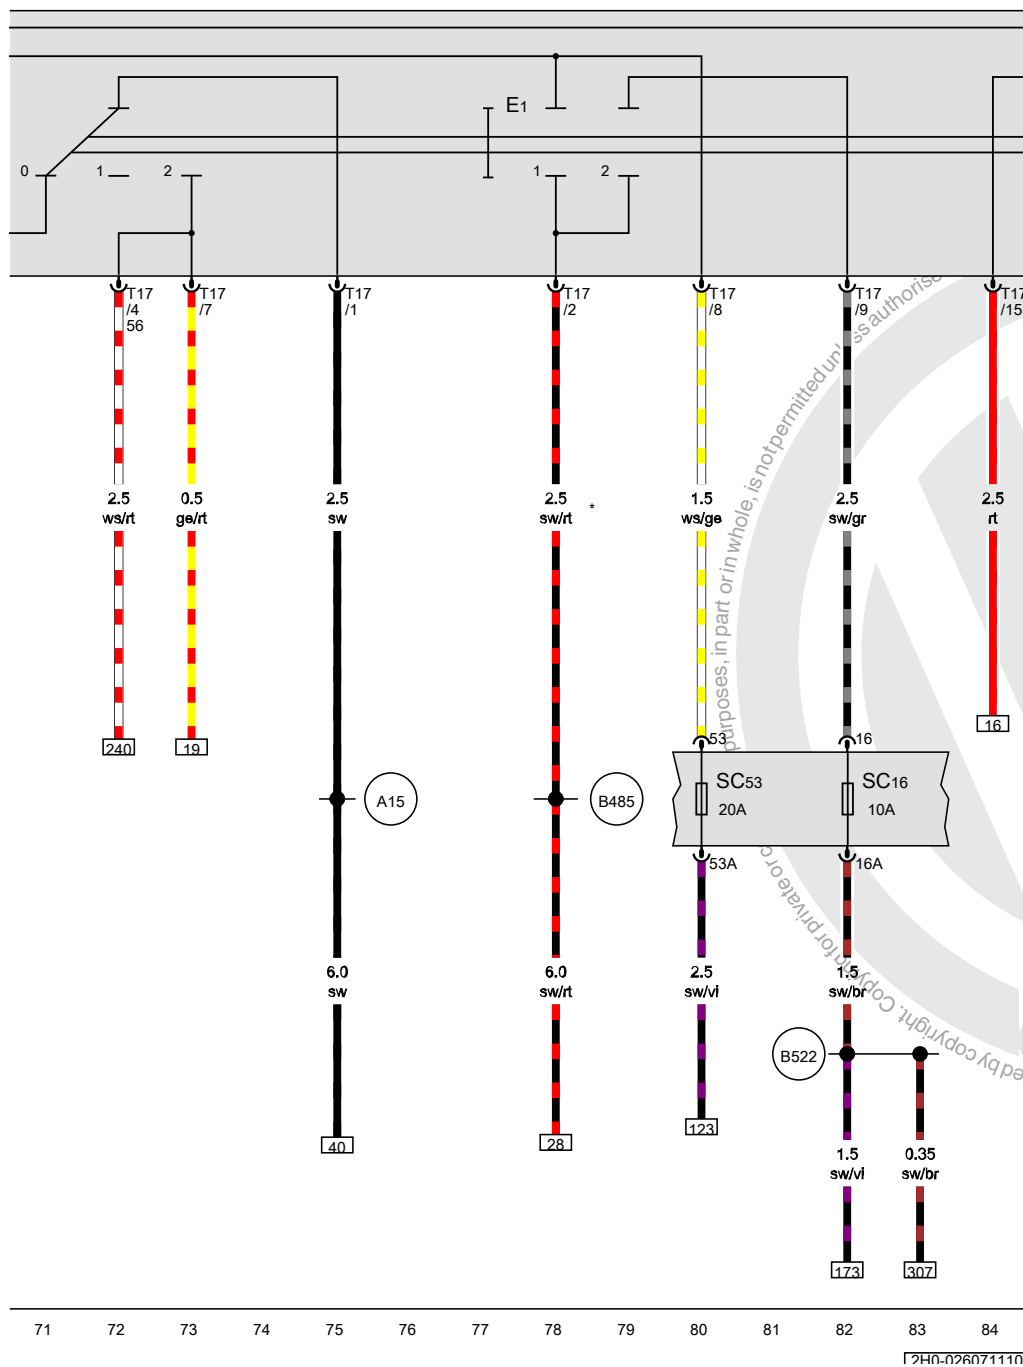 E1
0
1
2
1
2
T17
/4
56
T17
/7
T17
/1
T17
/2
T17
/8
T17
/9
T17
/15
2.5
ws/rt
0.5
ge/rt
2.5
sw
2.5
sw/rt
*
1.5
ws/ge
2.5
sw/gr
2.5
rt
240
19
16
53
16
A15
B485
SC53
20A
SC16
10A
53A
16A
6.0
sw
6.0
sw/rt
2.5
sw/vi
1.5
sw/br
B522
40
28
123
1.5
sw/vi
0.35
sw/br
173
307
71 72 73 74 75 76 77 78 79 80 81 82 83 84
2H0-026071110
purposes, in part or in whole, is not permitted
authorise
ed by copyright. Copying for private or